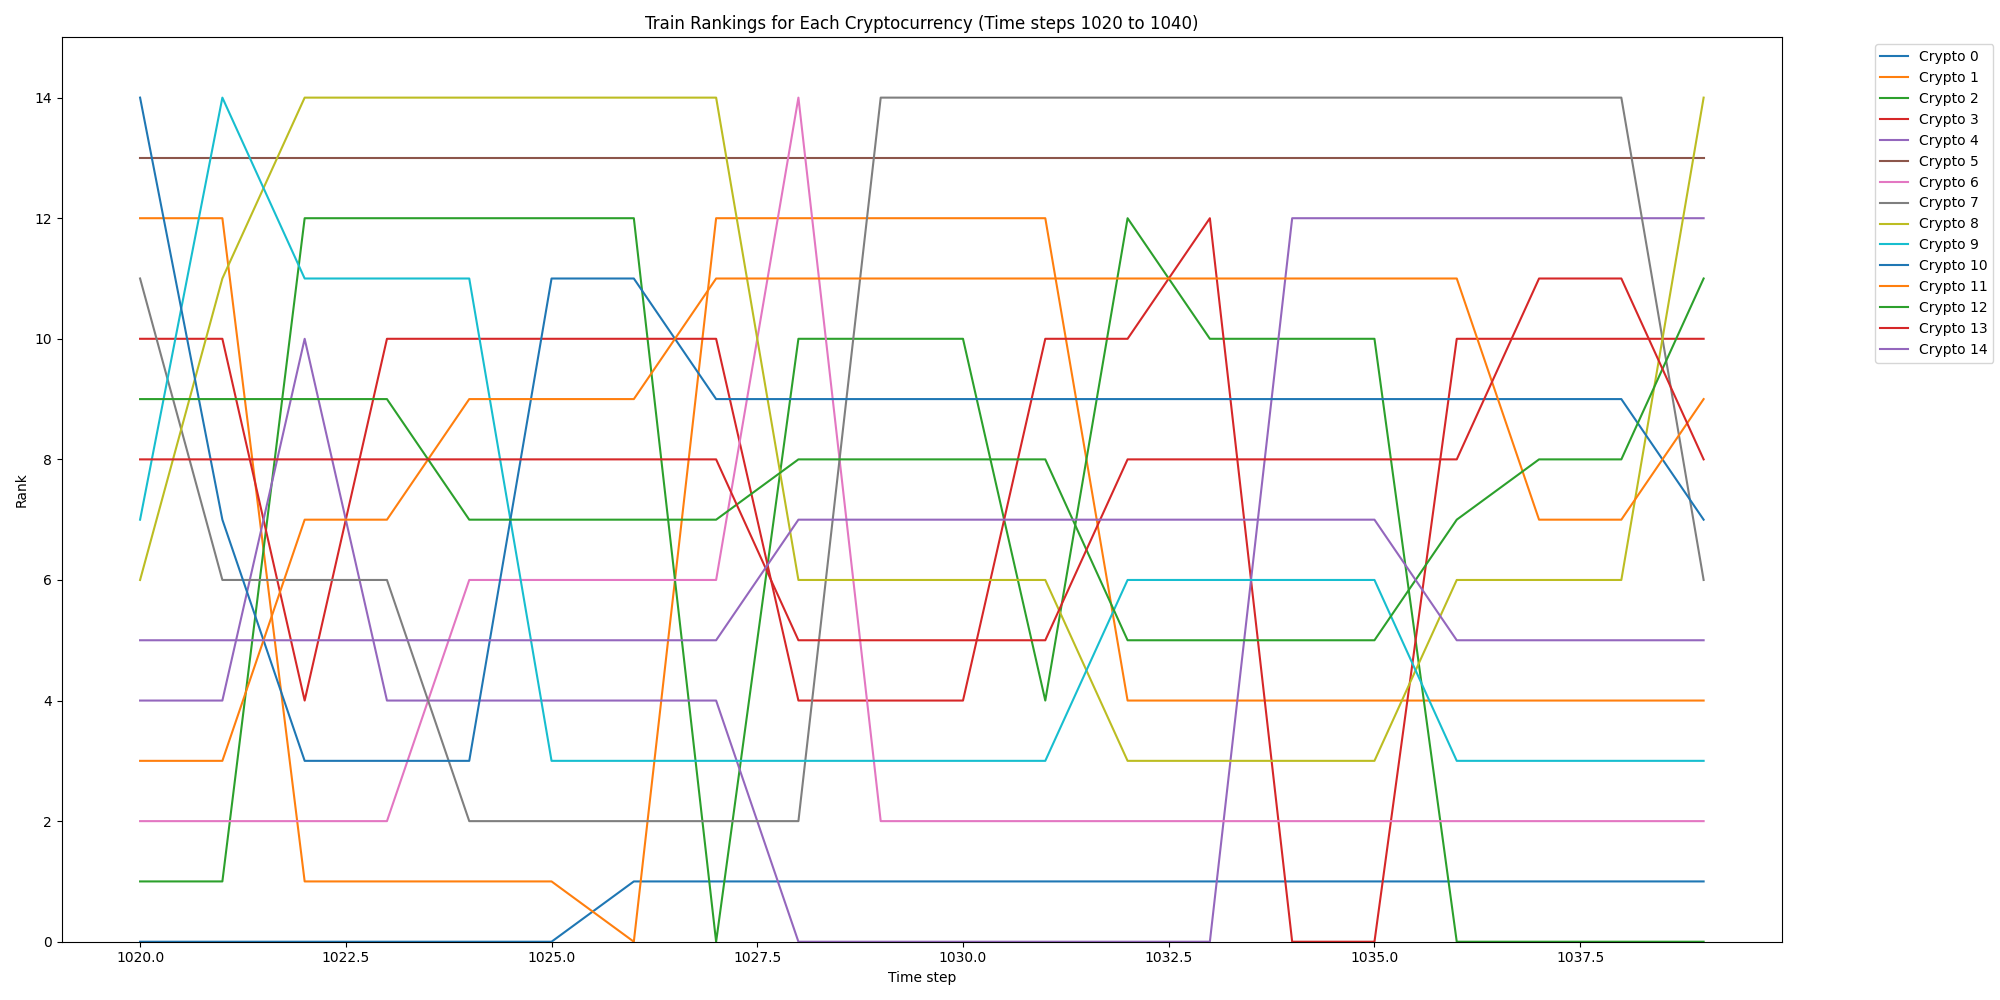 Train Rankings for Each Cryptocurrency (Time steps 1020 to 1040)
Rank
14
12
10
8
6
4
2
0
1020.0 1022.5 1025.0 1027.5 1030.0 1032.5 1035.0 1037.5
Time step
Crypto 0
Crypto 1
Crypto 2
Crypto 3
Crypto 4
Crypto 5
Crypto 6
Crypto 7
Crypto 8
Crypto 9
Crypto 10
Crypto 11
Crypto 12
Crypto 13
Crypto 14